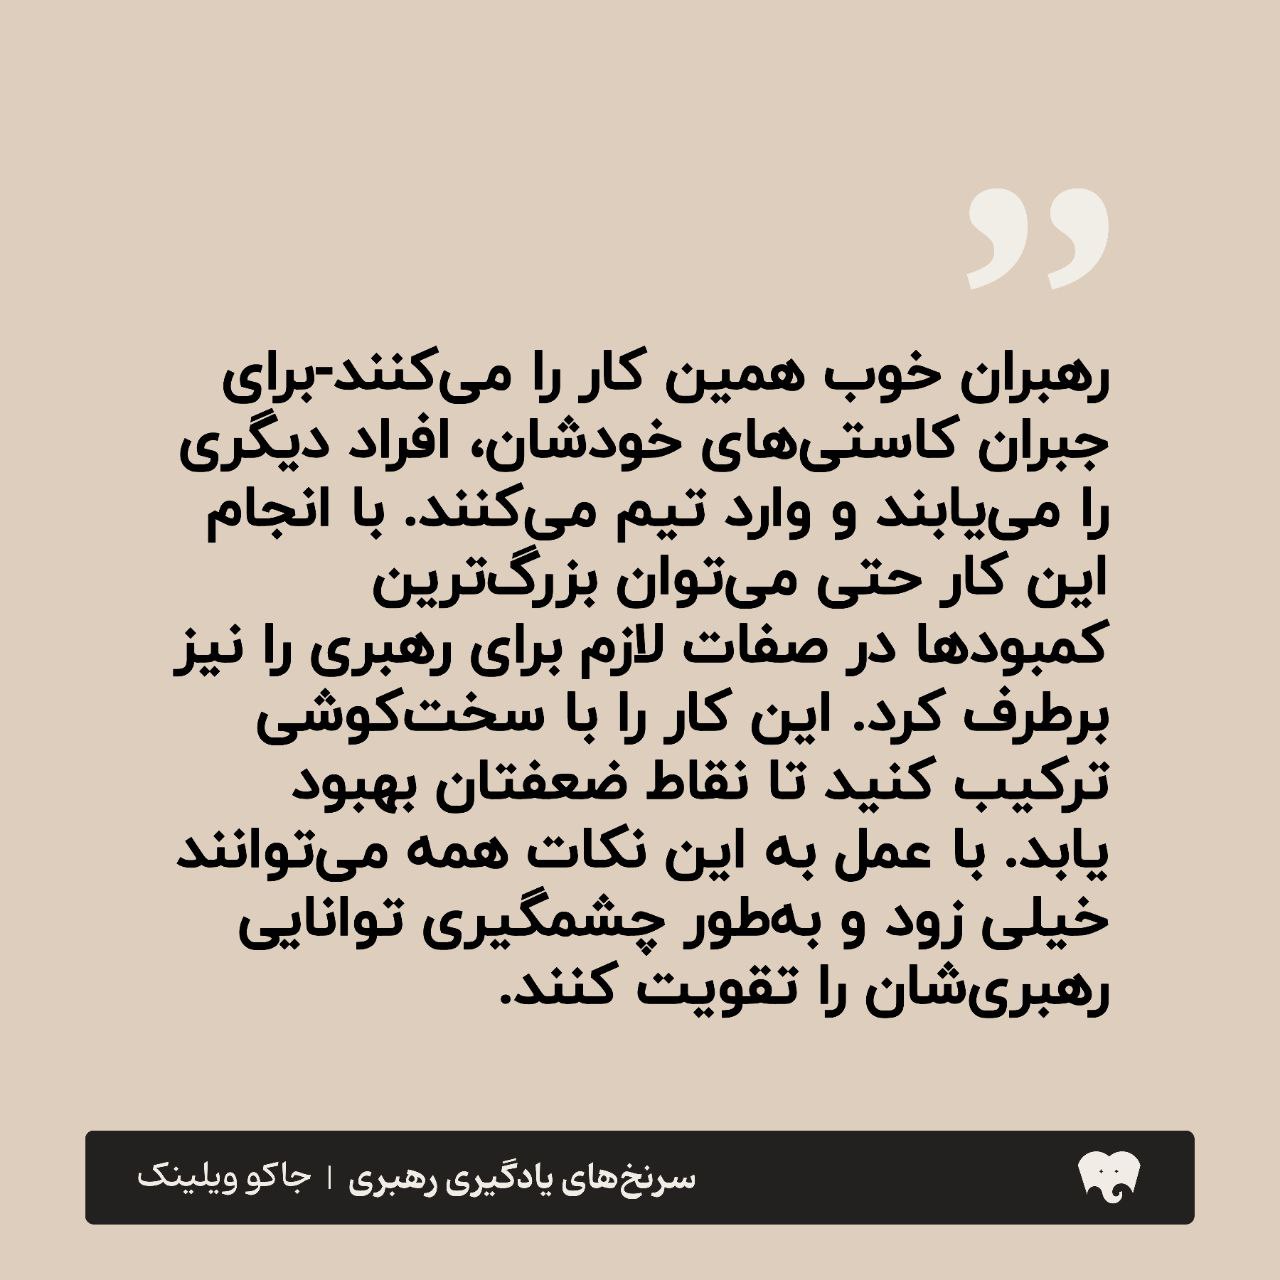 رهبران خوب همین کار را می‌کنند-برای
جبران کاستی‌های خودشان، افراد دیگری
را می‌یابند و وارد تیم می‌کنند. با انجام
این کار حتی می‌توان بزرگ‌ترین
کمبودها در صفات لازم برای رهبری را نیز
برطرف کرد. این کار را با سخت‌کوشی
ترکیب کنید تا نقاط ضعفتان بهبود
یابد. با عمل به این نکات همه می‌توانند
خیلی زود و به‌طور چشمگیری توانایی
رهبری‌شان را تقویت کنند.
سرنخ‌های یادگیری رهبری | جاکو ویلینک